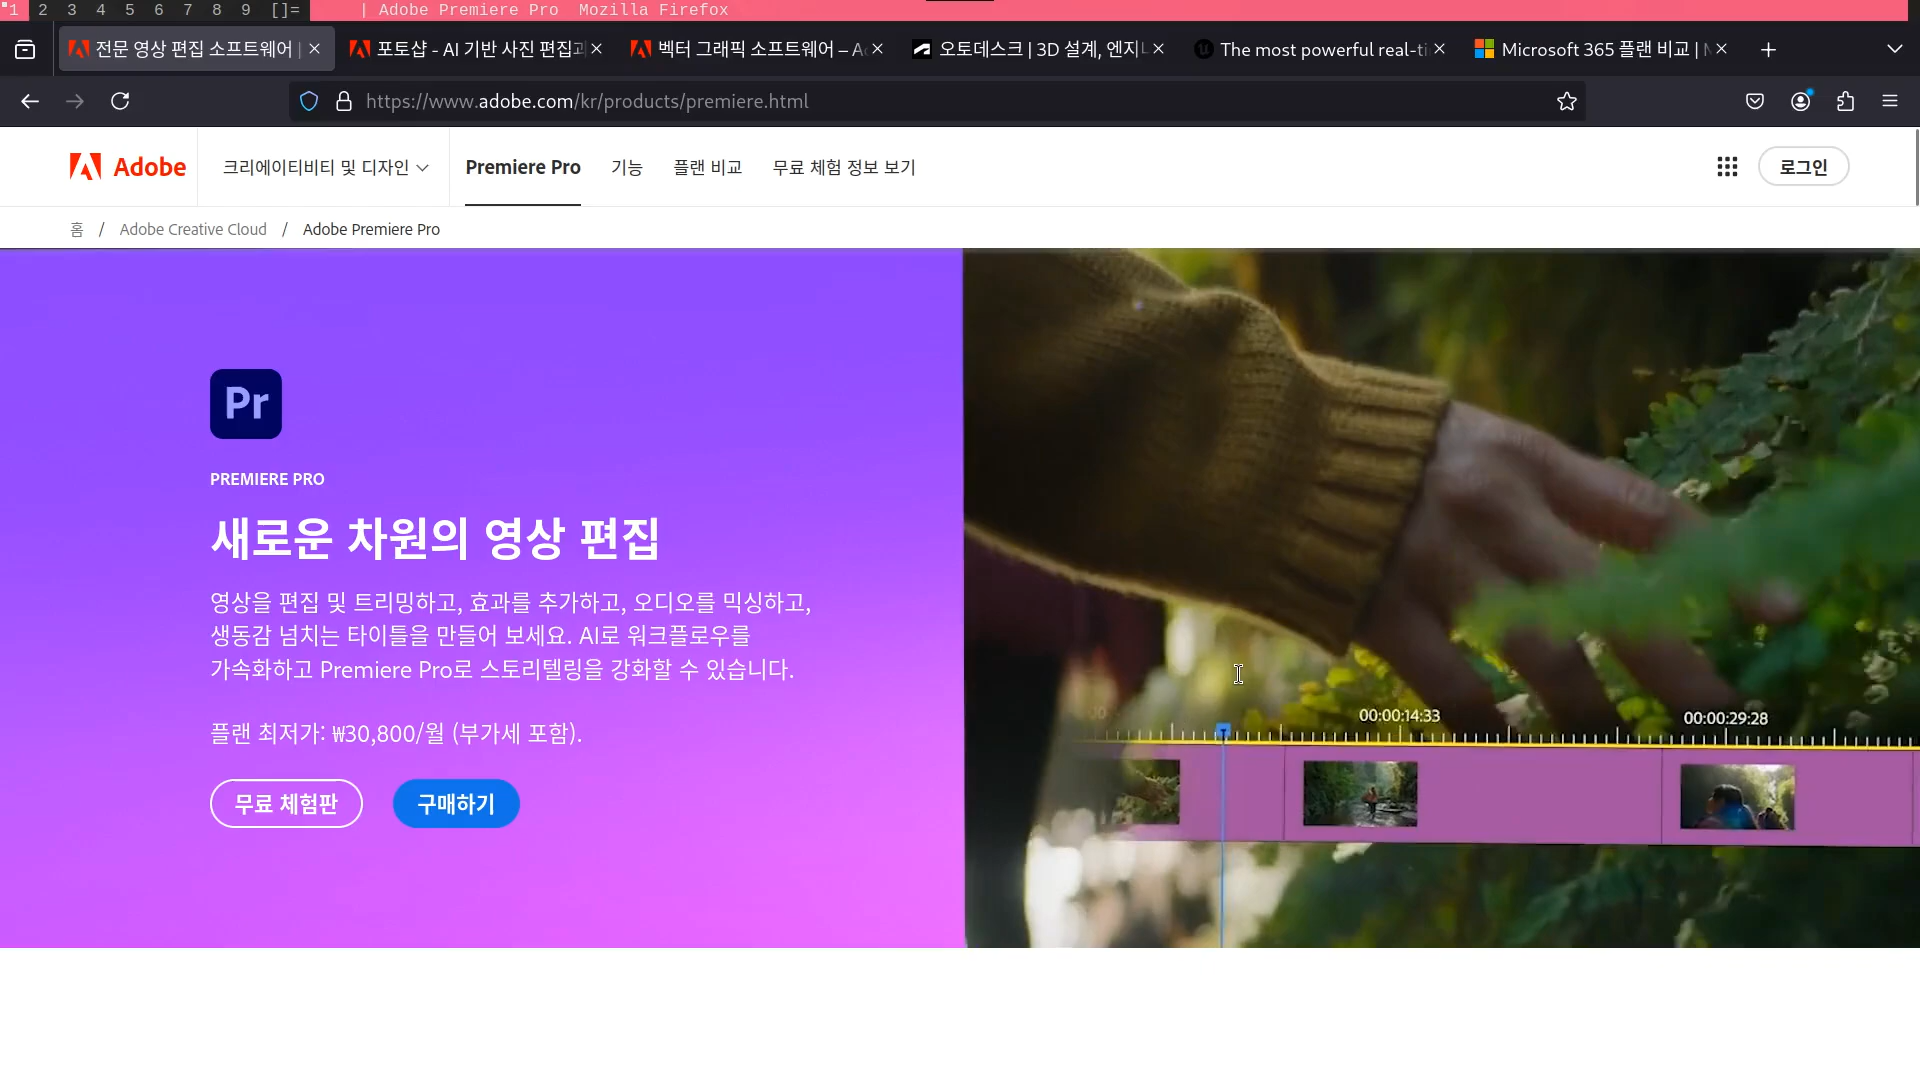 1 2 3 4 5 6 7 8 9 []= | Adobe Premiere Pro Mozilla Firefox
전문 영상 편집 소프트웨어 |
포토샵 - AI 기반 사진 편집과
벡터 그래픽 소프트웨어 – Ad
오토데스크 | 3D 설계, 엔지니
The most powerful real-ti
Microsoft 365 플랜 비교 | M
https://www.adobe.com/kr/products/premiere.html
Adobe
크리에이티비티 및 디자인
Premiere Pro
기능
플랜 비교
무료 체험 정보 보기
로그인
홈 / Adobe Creative Cloud / Adobe Premiere Pro
Pr
PREMIERE PRO
새로운 차원의 영상 편집
영상을 편집 및 트리밍하고, 효과를 추가하고, 오디오를 믹싱하고,
생동감 넘치는 타이틀을 만들어 보세요. AI로 워크플로우를
가속화하고 Premiere Pro로 스토리텔링을 강화할 수 있습니다.
플랜 최저가: ₩30,800/월 (부가세 포함).
무료 체험판
구매하기
00:00:14:33
00:00:29:28